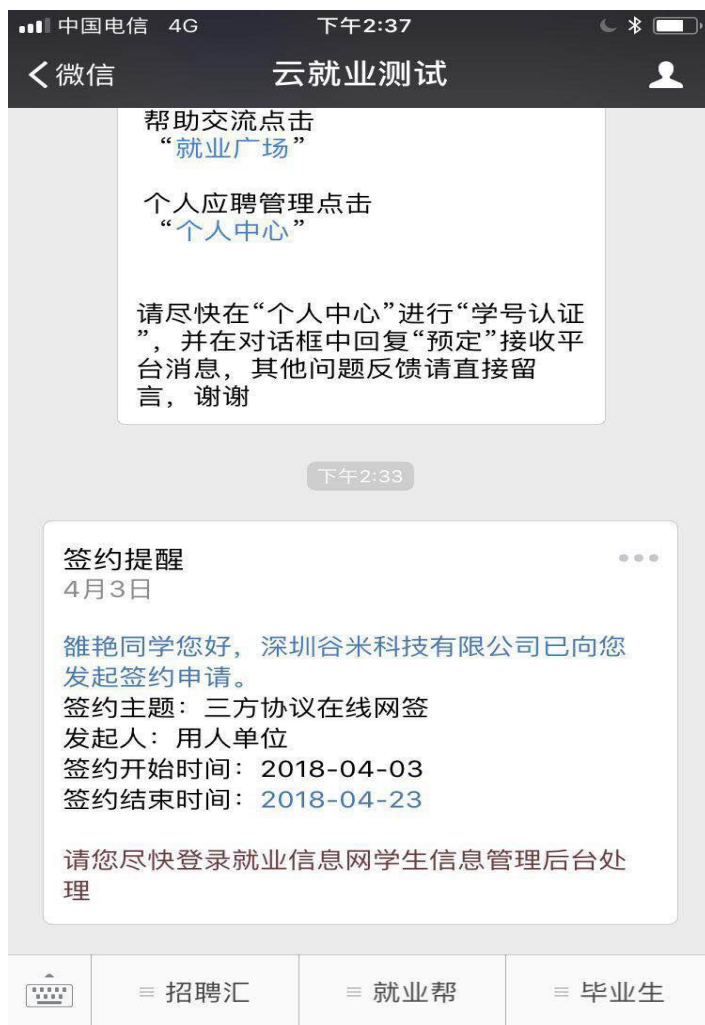 中国电信 4G 下午2:37
微信 云就业测试
帮助交流点击
“就业广场”
个人应聘管理点击
“个人中心”
请尽快在“个人中心”进行“学号认证
”，并在对话框中回复“预定”接收平
台消息，其他问题反馈请直接留
言，谢谢
下午2:33
签约提醒
4月3日
雒艳同学您好，深圳谷米科技有限公司已向您
发起签约申请。
签约主题：三方协议在线网签
发起人：用人单位
签约开始时间：2018-04-03
签约结束时间：2018-04-23
请您尽快登录就业信息网学生信息管理后台处
理
招聘汇 就业帮 毕业生